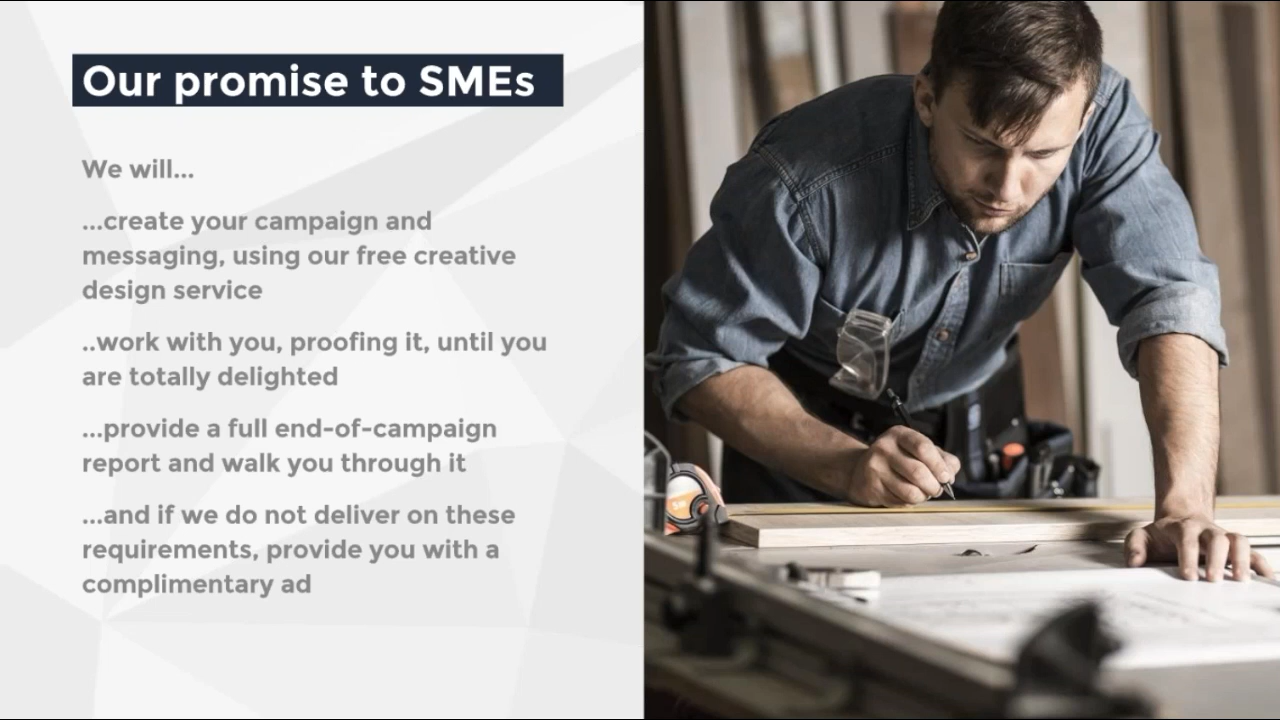 Our promise to SMEs
We will...
...create your campaign and
messaging, using our free creative
design service
..work with you, proofing it, until you
are totally delighted
...provide a full end-of-campaign
report and walk you through it
...and if we do not deliver on these
requirements, provide you with a
complimentary ad